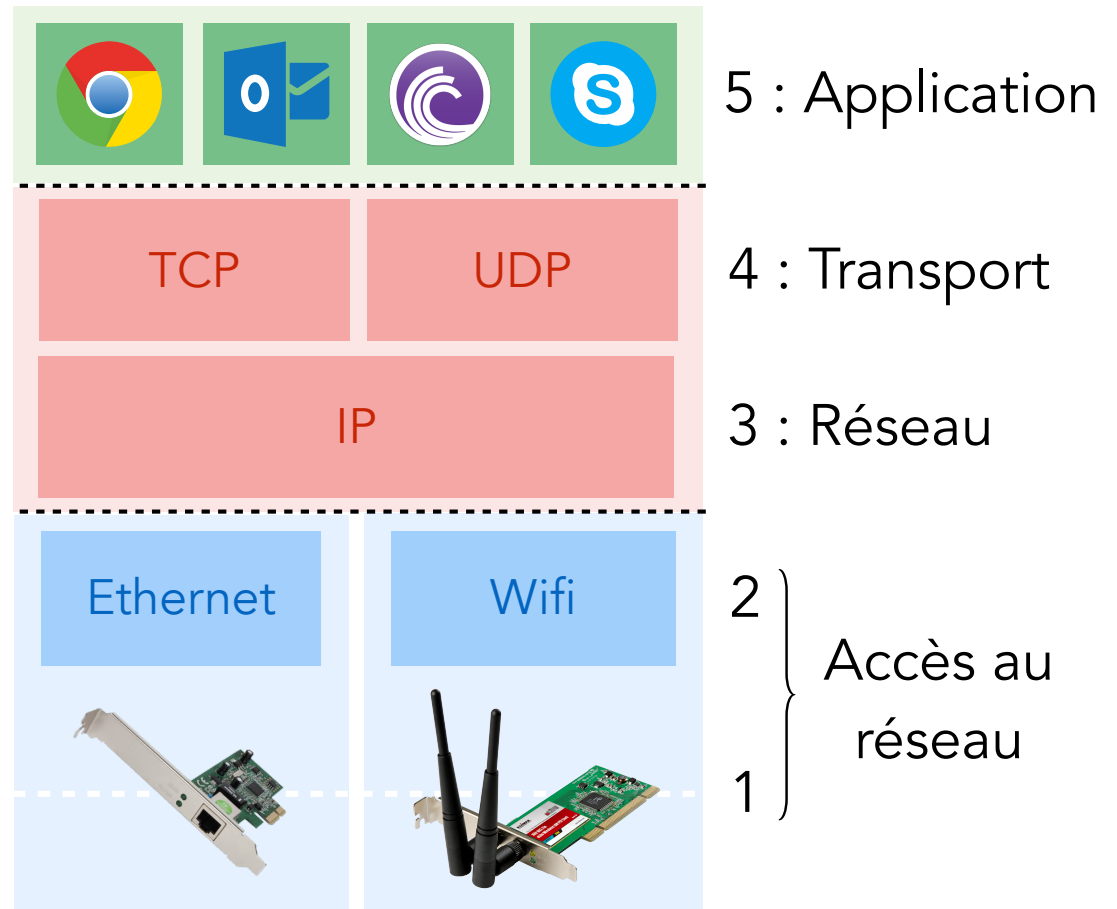 5 : Application
TCP
UDP
4 : Transport
IP
3 : Réseau
Ethernet
Wifi
2
Accès au
réseau
1